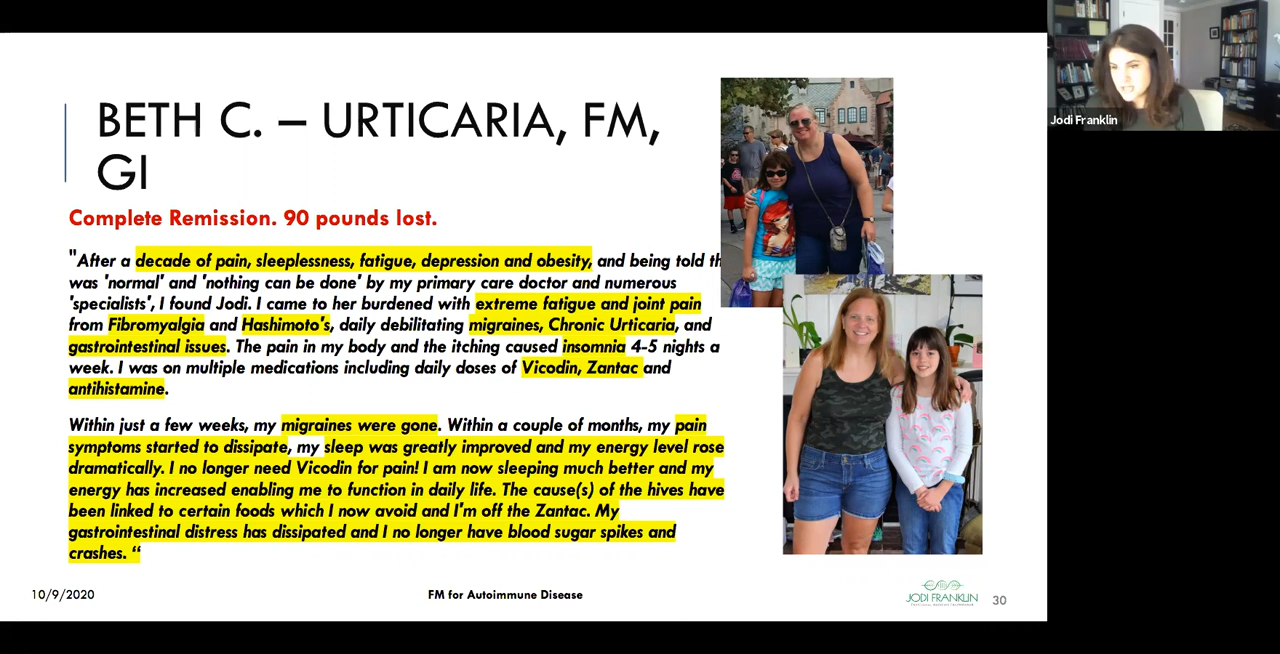 BETH C. – URTICARIA, FM,
GI
Complete Remission. 90 pounds lost.
"After a decade of pain, sleeplessness, fatigue, depression and obesity, and being told th
was 'normal' and 'nothing can be done' by my primary care doctor and numerous
'specialists', I found Jodi. I came to her burdened with extreme fatigue and joint pain
from Fibromyalgia and Hashimoto's, daily debilitating migraines, Chronic Urticaria, and
gastrointestinal issues. The pain in my body and the itching caused insomnia 4-5 nights a
week. I was on multiple medications including daily doses of Vicodin, Zantac and
antihistamine.
Within just a few weeks, my migraines were gone. Within a couple of months, my pain
symptoms started to dissipate, my sleep was greatly improved and my energy level rose
dramatically. I no longer need Vicodin for pain! I am now sleeping much better and my
energy has increased enabling me to function in daily life. The cause(s) of the hives have
been linked to certain foods which I now avoid and I'm off the Zantac. My
gastrointestinal distress has dissipated and I no longer have blood sugar spikes and
crashes. “
10/9/2020
FM for Autoimmune Disease
JODI FRANKLIN
30
Jodi Franklin